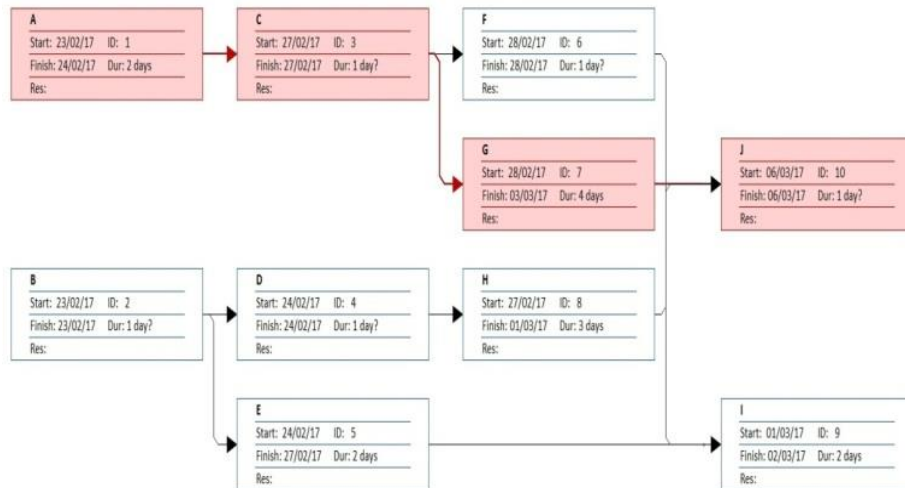 A
Start: 23/02/17 ID: 1
Finish: 24/02/17 Dur: 2 days
Res:
C
Start: 27/02/17 ID: 3
Finish: 27/02/17 Dur: 1 day?
Res:
F
Start: 28/02/17 ID: 6
Finish: 28/02/17 Dur: 1 day?
Res:
G
Start: 28/02/17 ID: 7
Finish: 03/03/17 Dur: 4 days
Res:
J
Start: 06/03/17 ID: 10
Finish: 06/03/17 Dur: 1 day?
Res:
B
Start: 23/02/17 ID: 2
Finish: 23/02/17 Dur: 1 day?
Res:
D
Start: 24/02/17 ID: 4
Finish: 24/02/17 Dur: 1 day?
Res:
H
Start: 27/02/17 ID: 8
Finish: 01/03/17 Dur: 3 days
Res:
E
Start: 24/02/17 ID: 5
Finish: 27/02/17 Dur: 2 days
Res:
I
Start: 01/03/17 ID: 9
Finish: 02/03/17 Dur: 2 days
Res: